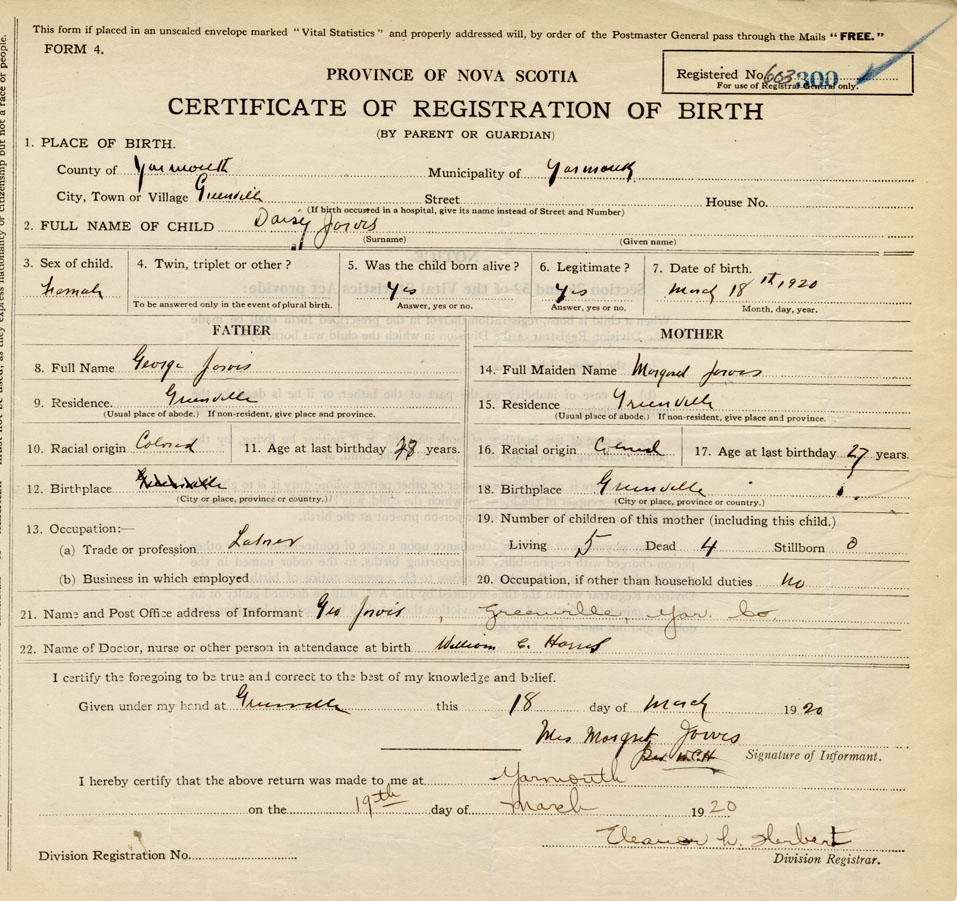 This form if placed in an unsealed envelope marked "Vital Statistics" and properly addressed will, by order of the Postmaster General pass through the Mails "FREE."
FORM 4.
Registered No. 603 300
For use of Registrar General only.
PROVINCE OF NOVA SCOTIA
CERTIFICATE OF REGISTRATION OF BIRTH
(BY PARENT OR GUARDIAN)
1. PLACE OF BIRTH.
County of Yarmouth Municipality of Yarmouth
City, Town or Village Greenville Street House No.
(If birth occured in a hospital, give its name instead of Street and Number)
2. FULL NAME OF CHILD Daisy Jarvis
(Surname) (Given name)
3. Sex of child. 4. Twin, triplet or other? 5. Was the child born alive? 6. Legitimate? 7. Date of birth.
Female Yes Yes March 18th 1920
To be answered only in the event of plural birth. Answer, yes or no. Answer, yes or no. Month, day, year.
FATHER
8. Full Name George Jarvis
9. Residence. Greenville
(Usual place of abode.) If non-resident, give place and province.
10. Racial origin Colored 11. Age at last birthday years.
12. Birthplace Greenville
(City or place, province or country.)
13. Occupation:—
(a) Trade or profession Labrer
(b) Business in which employed
MOTHER
14. Full Maiden Name Margaret Jarvis
15. Residence Greenville
(Usual place of abode.) If non-resident, give place and province.
16. Racial origin Colored 17. Age at last birthday 27 years.
18. Birthplace Greenville
(City or place, province or country.)
19. Number of children of this mother (including this child.)
Living 5 Dead 4 Stillborn 0
20. Occupation, if other than household duties No
21. Name and Post Office address of Informant Geo Jarvis, Greenville, Yar. Co.
22. Name of Doctor, nurse or other person in attendance at birth William C. Harris
I certify the foregoing to be true and correct to the best of my knowledge and belief.
Given under my hand at Greenville this 18 day of March 1920
Mrs Margret Jarvis
Per W.C.H Signature of Informant.
I hereby certify that the above return was made to me at Yarmouth
on the 19th day of March 1920
Eleanor L. Herbert
Division Registration No. Division Registrar.